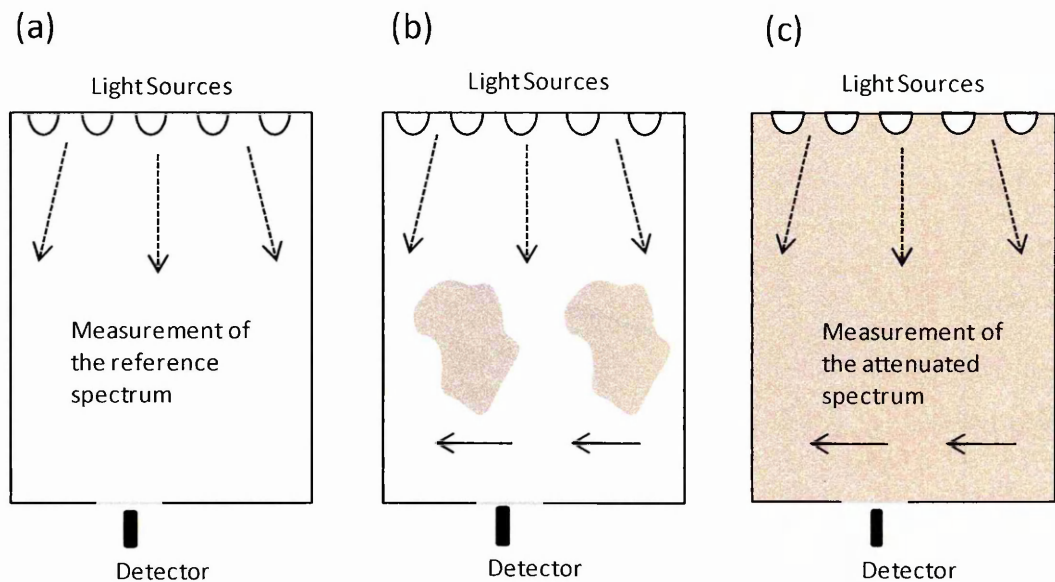 (a)
Light Sources
Measurement of
the reference
spectrum
Detector
(b)
Light Sources
Detector
(c)
Light Sources
Measurement of
the attenuated
spectrum
Detector